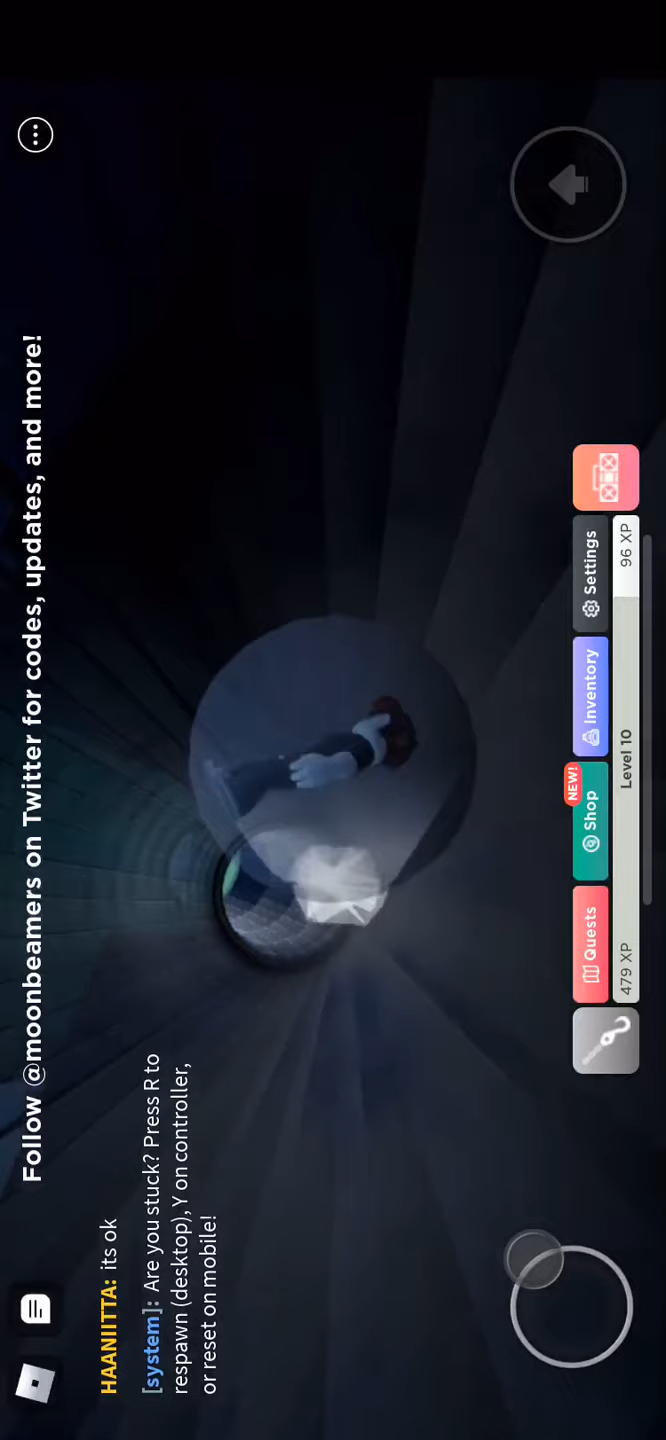 Follow @moonbeamers on Twitter for codes, updates, and more!
HAANIITTA: its ok
[system]: Are you stuck? Press R to
respawn (desktop), Y on controller,
or reset on mobile!
NEW!
Quests
Shop
Inventory
Settings
479 XP
Level 10
96 XP